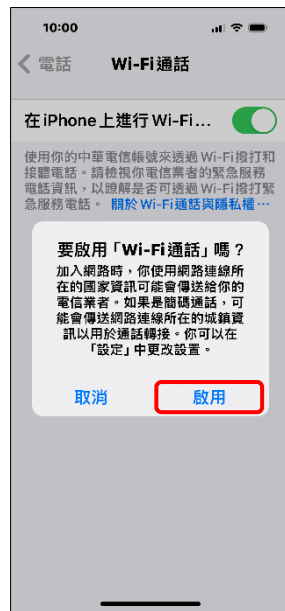 10:00
電話 Wi-Fi通話
在 iPhone 上進行 Wi-Fi...
使用你的中華電信帳號來透過 Wi-Fi 撥打和
接聽電話。請檢視你電信業者的緊急服務
電話資訊，以瞭解是否可透過 Wi-Fi 撥打緊
急服務電話。 關於 Wi-Fi 通話與隱私權…
要啟用「Wi-Fi 通話」嗎？
加入網路時，你使用網路連線所
在的國家資訊可能會傳送給你的
電信業者。如果是簡碼通話，可
能會傳送網路連線所在的城鎮資
訊以用於通話轉接。你可以在
「設定」中更改設置。
取消 啟用